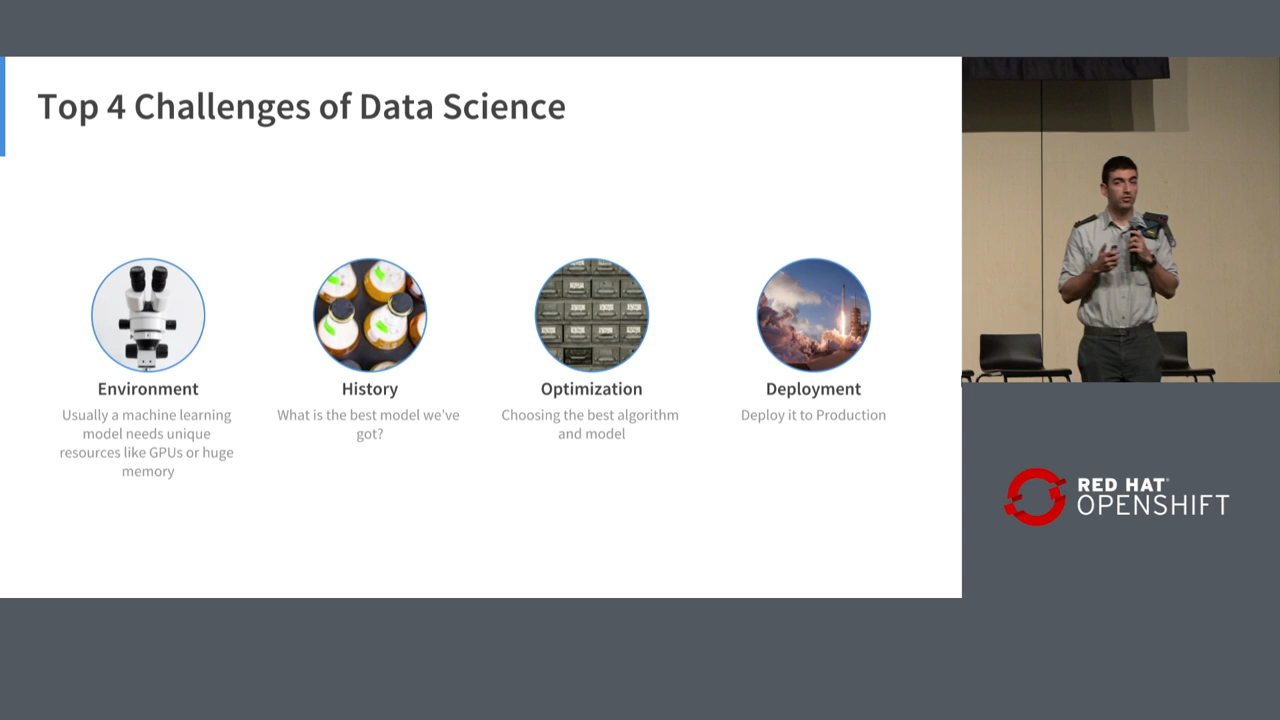 Top 4 Challenges of Data Science
Environment
Usually a machine learning
model needs unique
resources like GPUs or huge
memory
History
What is the best model we've
got?
Optimization
Choosing the best algorithm
and model
Deployment
Deploy it to Production
RED HAT®
OPENSHIFT